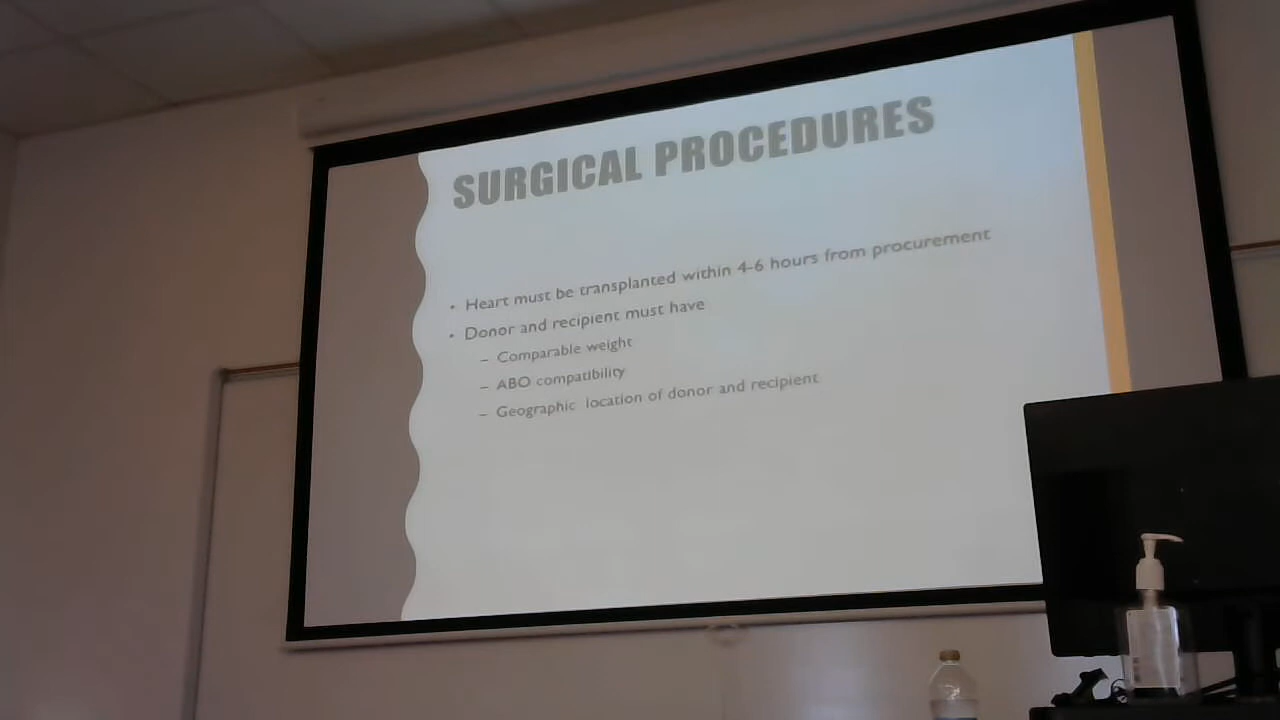 SURGICAL PROCEDURES
• Heart must be transplanted within 4-6 hours from procurement
• Donor and recipient must have
– Comparable weight
– ABO compatibility
– Geographic location of donor and recipient